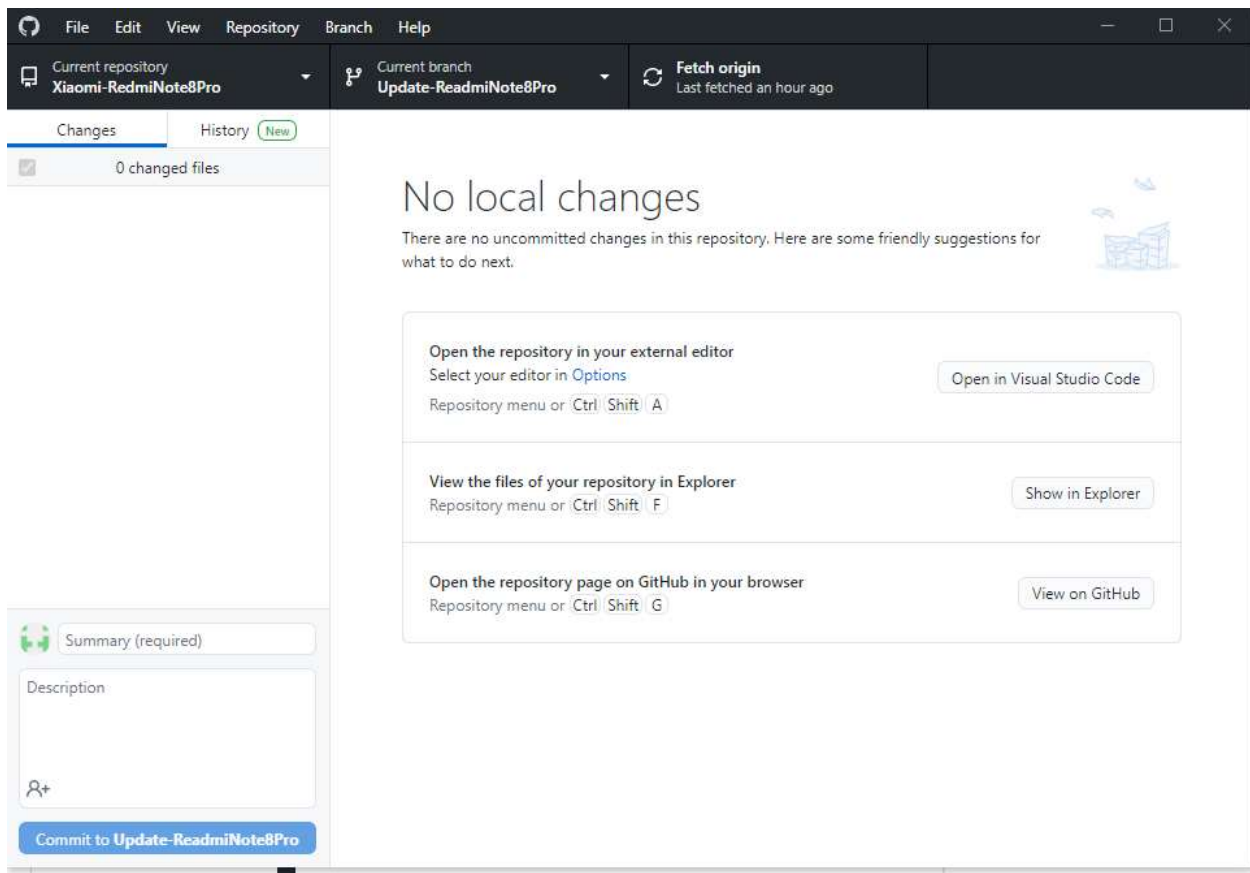 File Edit View Repository Branch Help
Current repository
Xiaomi-RedmiNote8Pro
Current branch
Update-ReadmiNote8Pro
Fetch origin
Last fetched an hour ago
Changes
History New
0 changed files
No local changes
There are no uncommitted changes in this repository. Here are some friendly suggestions for
what to do next.
Open the repository in your external editor
Select your editor in Options
Repository menu or Ctrl Shift A
Open in Visual Studio Code
View the files of your repository in Explorer
Repository menu or Ctrl Shift F
Show in Explorer
Open the repository page on GitHub in your browser
Repository menu or Ctrl Shift G
View on GitHub
Summary (required)
Description
Commit to Update-ReadmiNote8Pro